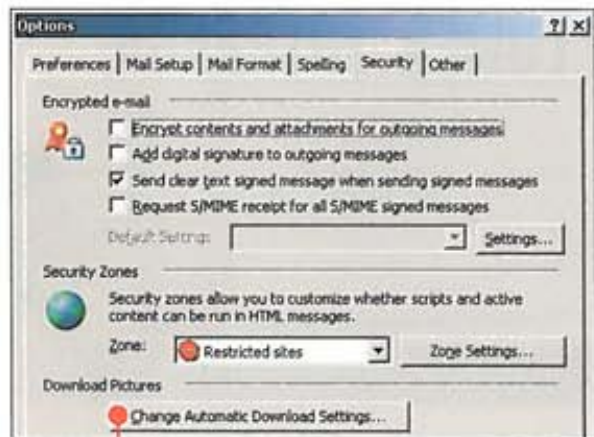 Options
Preferences Mail Setup Mail Format Spelling Security Other
Encrypted e-mail
Encrypt contents and attachments for outgoing messages
Add digital signature to outgoing messages
Send clear text signed message when sending signed messages
Request S/MIME receipt for all S/MIME signed messages
Default Setting: Settings...
Security Zones
Security zones allow you to customize whether scripts and active
content can be run in HTML messages.
Zone: Restricted sites Zone Settings...
Download Pictures
Change Automatic Download Settings...